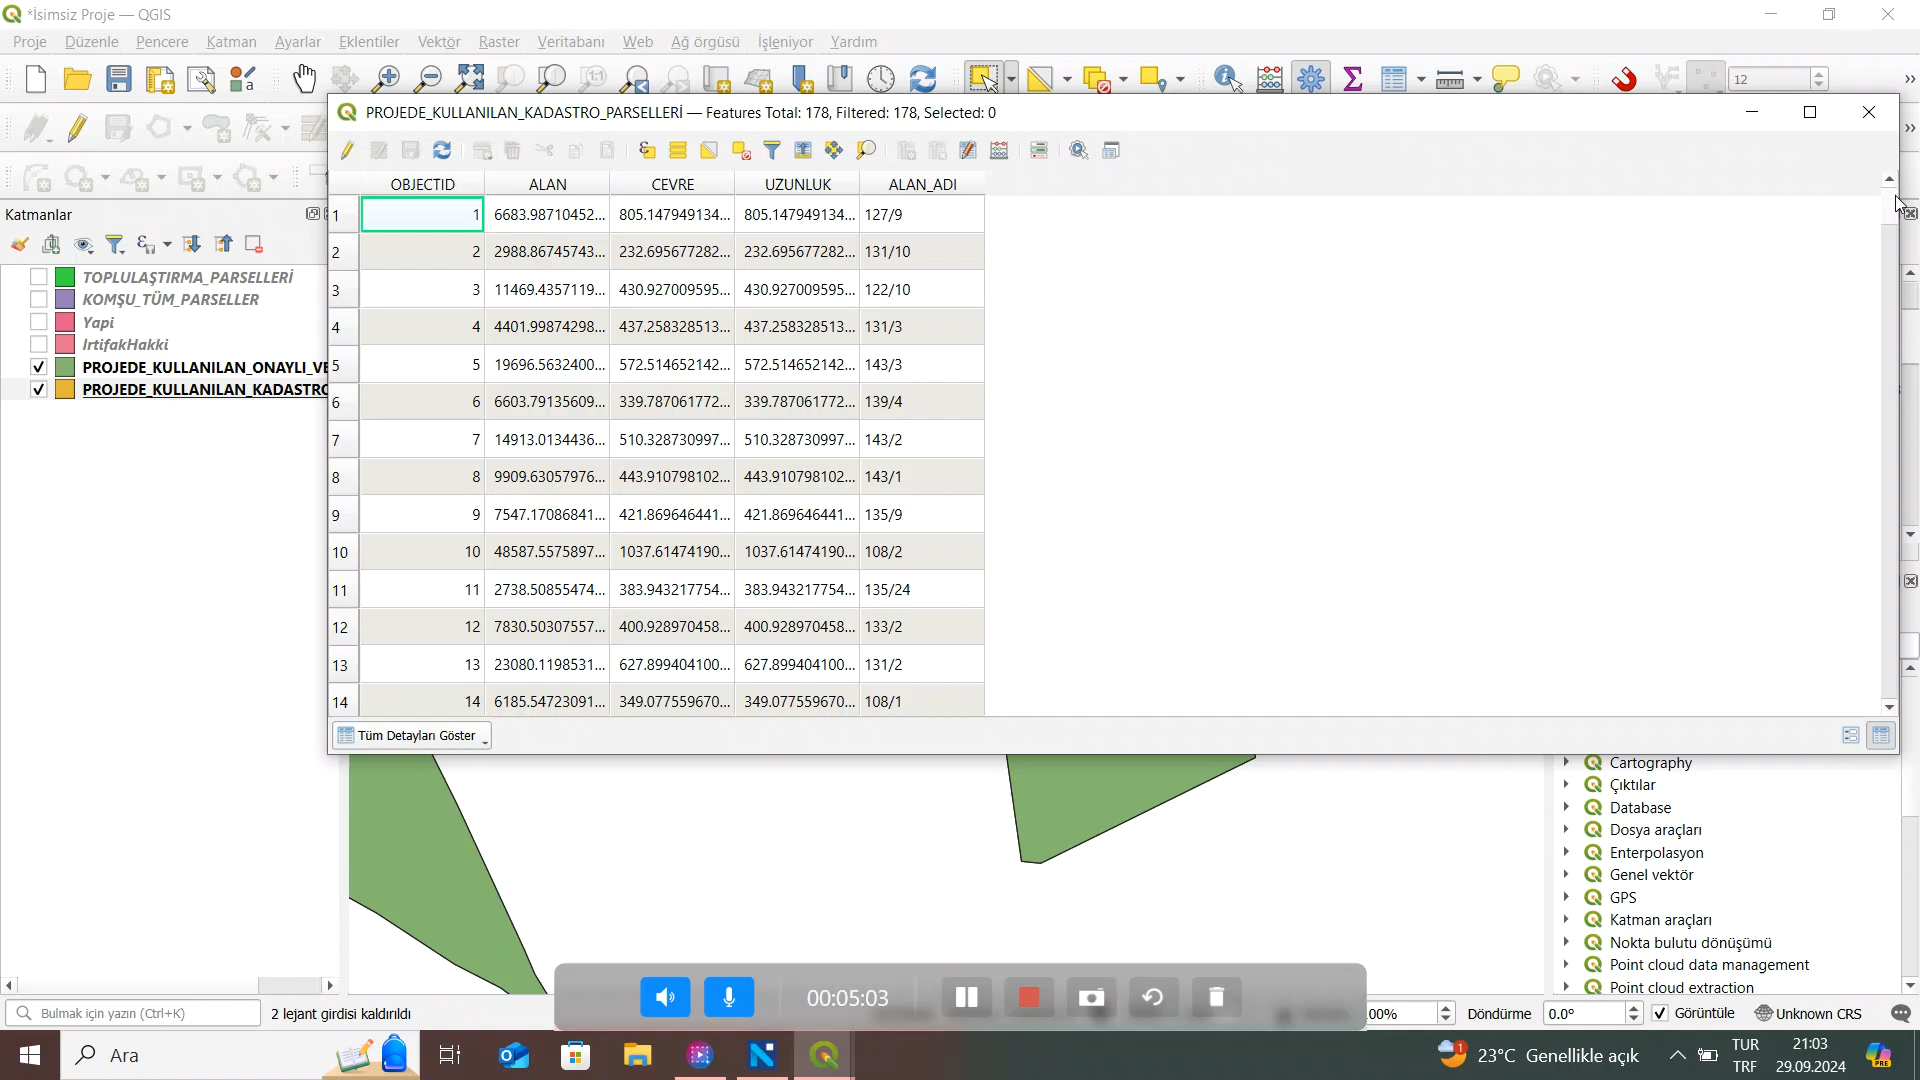 *İsimsiz Proje — QGIS
Proje Düzenle Pencere Katman Ayarlar Eklentiler Vektör Raster Veritabanı Web Ağ örgüsü İşleniyor Yardım
12
PROJEDE_KULLANILAN_KADASTRO_PARSELLERİ — Features Total: 178, Filtered: 178, Selected: 0
Katmanlar
TOPLULAŞTIRMA_PARSELLERİ
KOMŞU_TÜM_PARSELLER
Yapi
IrtifakHakki
PROJEDE_KULLANILAN_ONAYLI_VE
PROJEDE_KULLANILAN_KADASTRO
OBJECTID ALAN CEVRE UZUNLUK ALAN_ADI
1 1 6683.98710452... 805.147949134... 805.147949134... 127/9
2 2 2988.86745743... 232.695677282... 232.695677282... 131/10
3 3 11469.4357119... 430.927009595... 430.927009595... 122/10
4 4 4401.99874298... 437.258328513... 437.258328513... 131/3
5 5 19696.5632400... 572.514652142... 572.514652142... 143/3
6 6 6603.79135609... 339.787061772... 339.787061772... 139/4
7 7 14913.0134436... 510.328730997... 510.328730997... 143/2
8 8 9909.63057976... 443.910798102... 443.910798102... 143/1
9 9 7547.17086841... 421.869646441... 421.869646441... 135/9
10 10 48587.5575897... 1037.61474190... 1037.61474190... 108/2
11 11 2738.50855474... 383.943217754... 383.943217754... 135/24
12 12 7830.50307557... 400.928970458... 400.928970458... 133/2
13 13 23080.1198531... 627.899404100... 627.899404100... 131/2
14 14 6185.54723091... 349.077559670... 349.077559670... 108/1
Tüm Detayları Göster
Cartography
Çıktılar
Database
Dosya araçları
Enterpolasyon
Genel vektör
GPS
Katman araçları
Nokta bulutu dönüşümü
Point cloud data management
Point cloud extraction
00:05:03
Bulmak için yazın (Ctrl+K) 2 lejant girdisi kaldırıldı 00% Döndürme 0.0° Görüntüle Unknown CRS
Ara 23°C Genellikle açık TUR 21:03
TRF 29.09.2024